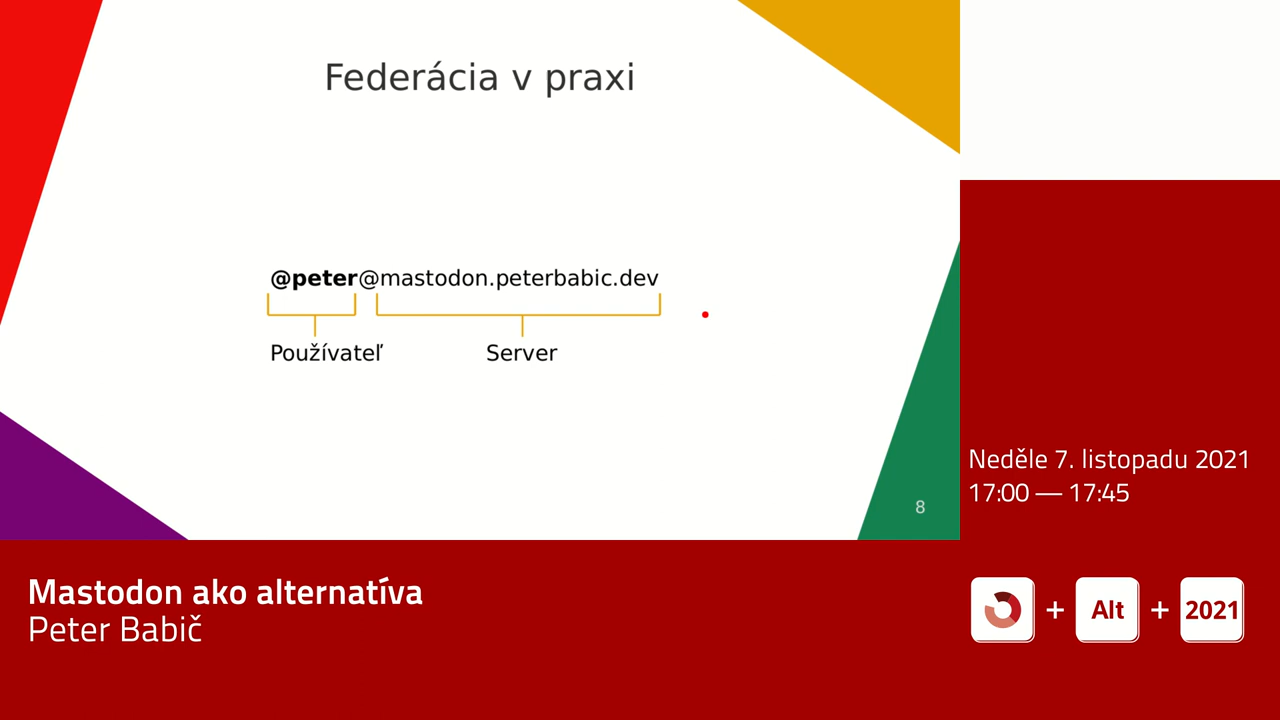 Federácia v praxi
@peter@mastodon.peterbabic.dev
Používateľ Server
8
Neděle 7. listopadu 2021
17:00 — 17:45
Mastodon ako alternatíva
Peter Babič
+ Alt + 2021